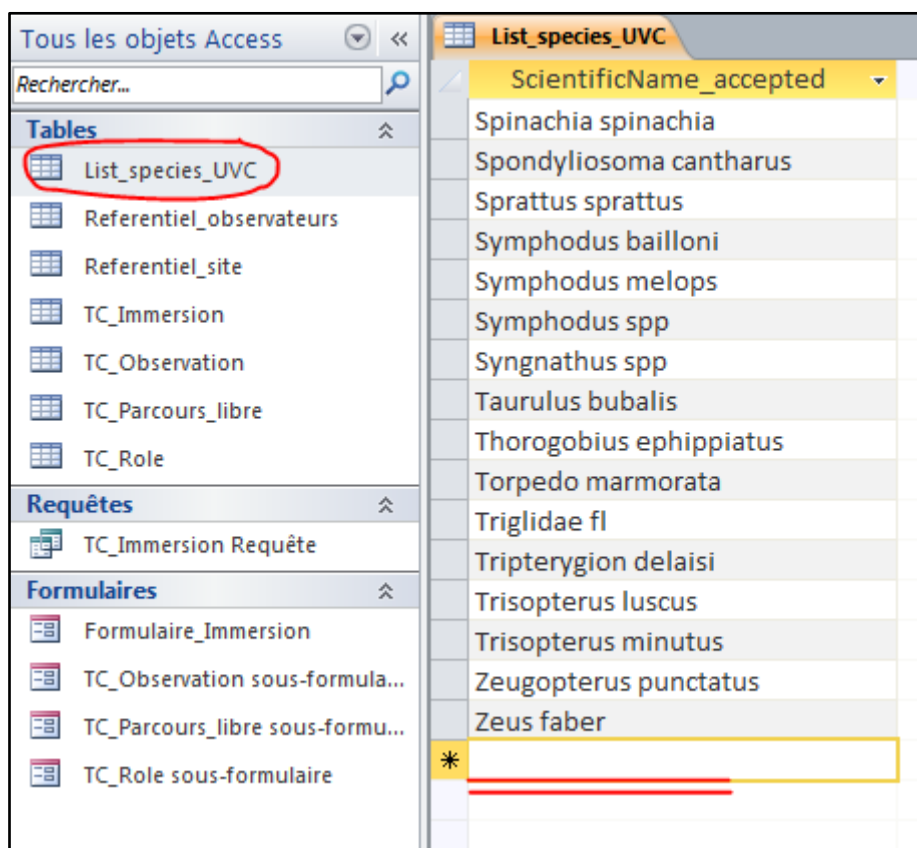 Tous les objets Access
Rechercher...
Tables
List_species_UVC
Referentiel_observateurs
Referentiel_site
TC_Immersion
TC_Observation
TC_Parcours_libre
TC_Role
Requêtes
TC_Immersion Requête
Formulaires
Formulaire_Immersion
TC_Observation sous-formula...
TC_Parcours_libre sous-formu...
TC_Role sous-formulaire
List_species_UVC
ScientificName_accepted
Spinachia spinachia
Spondyliosoma cantharus
Sprattus sprattus
Symphodus bailloni
Symphodus melops
Symphodus spp
Syngnathus spp
Taurulus bubalis
Thorogobius ephippiatus
Torpedo marmorata
Triglidae fl
Tripterygion delaisi
Trisopterus luscus
Trisopterus minutus
Zeugopterus punctatus
Zeus faber